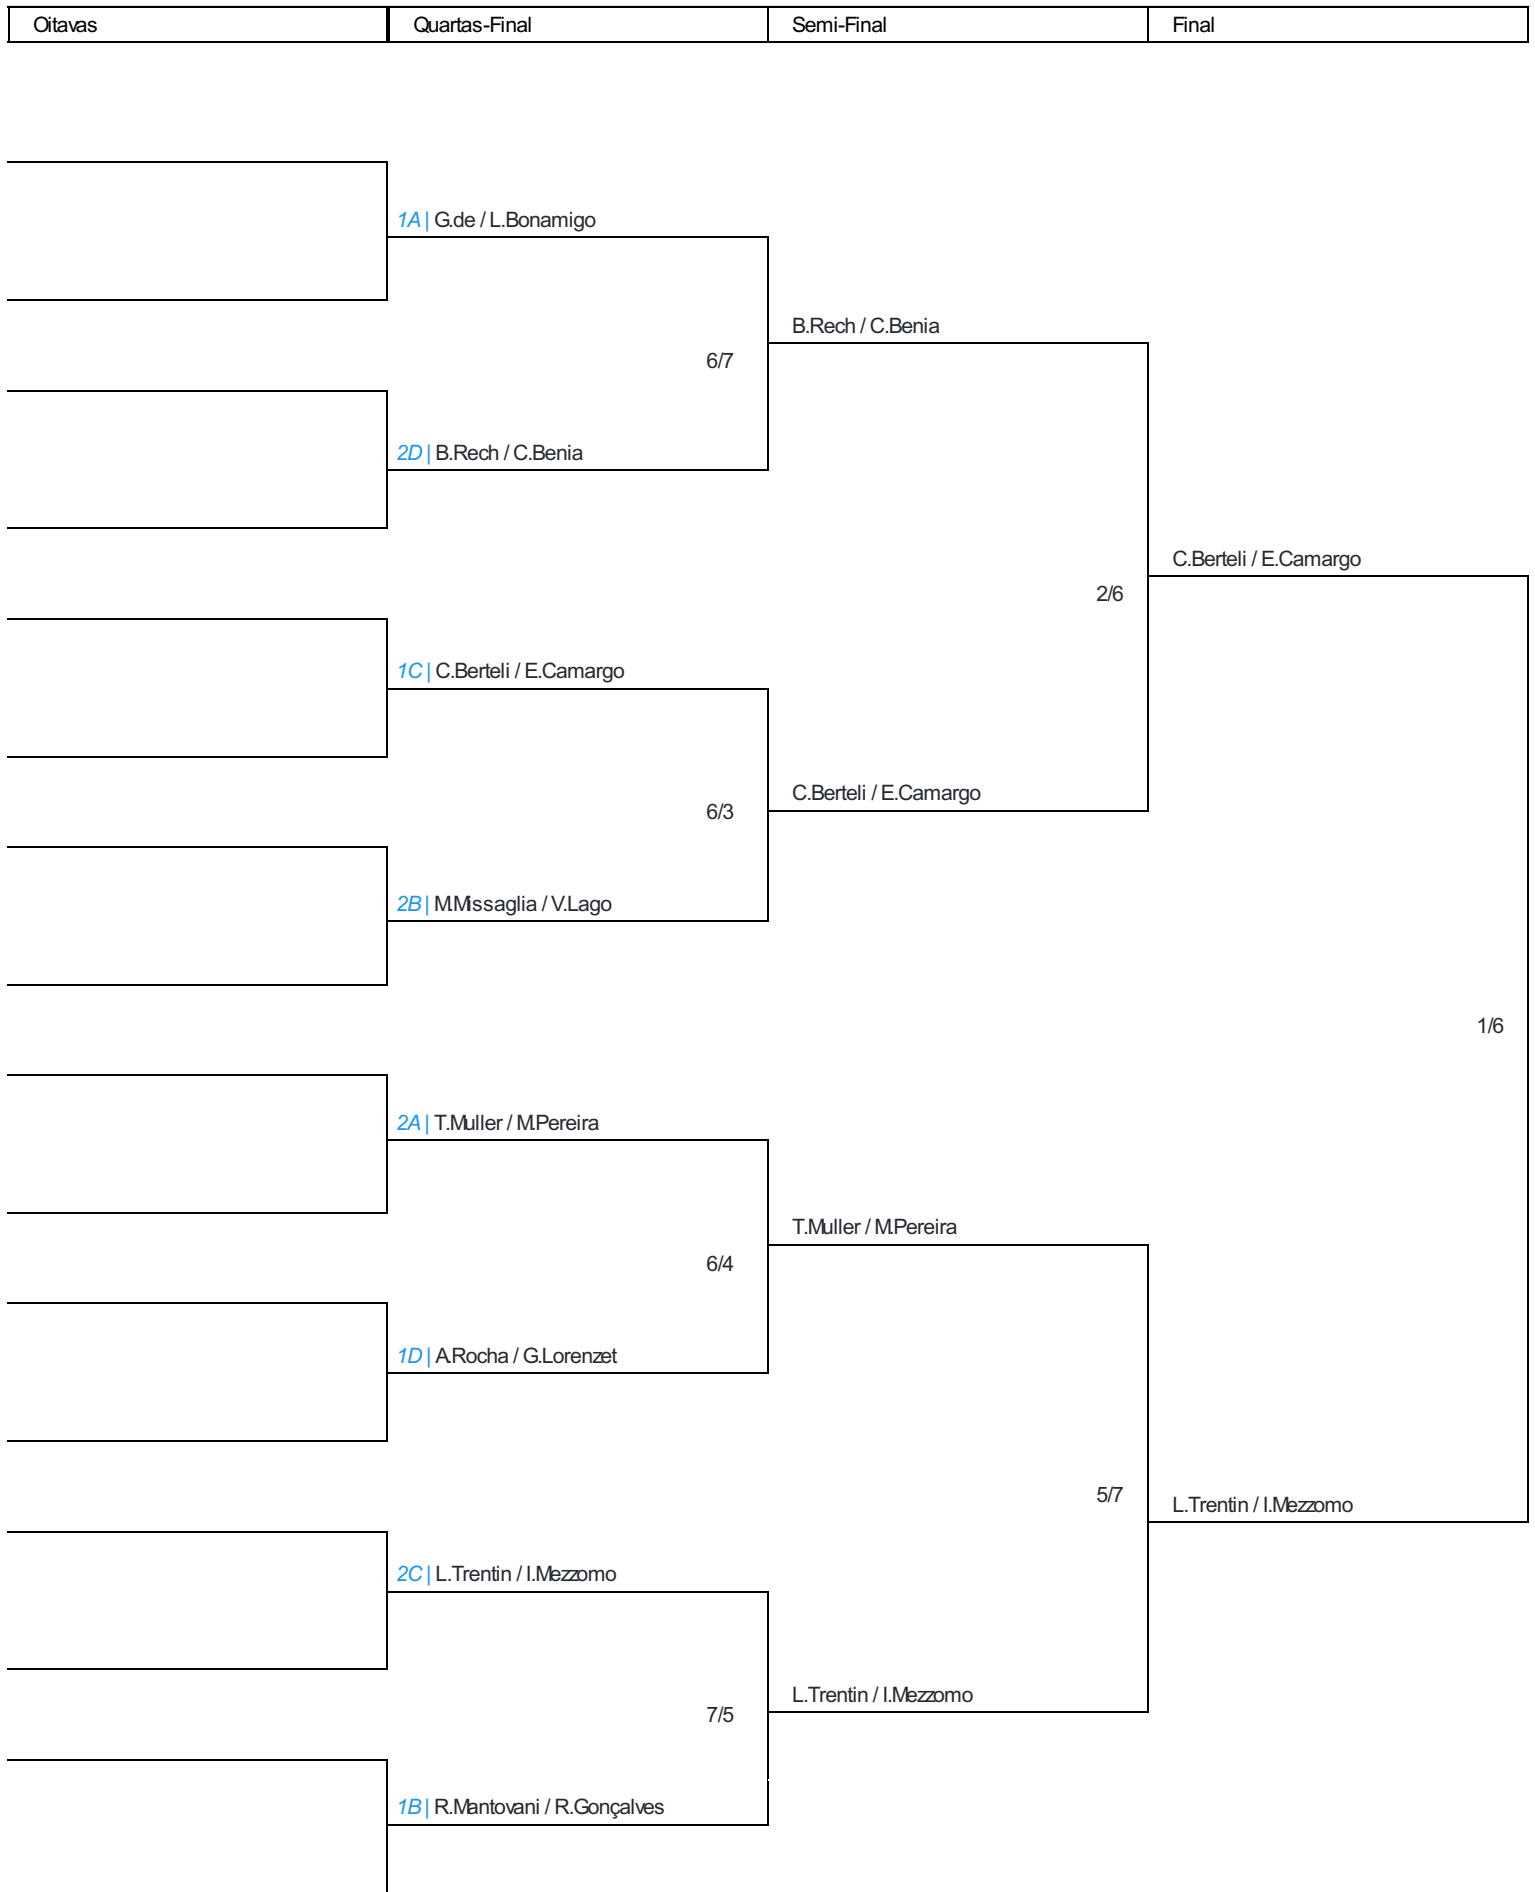 Oitavas Quartas-Final Semi-Final Final
1A | G.de / L.Bonamigo
B.Rech / C.Benia
6/7
2D | B.Rech / C.Benia
C.Berteli / E.Camargo
2/6
1C | C.Berteli / E.Camargo
C.Berteli / E.Camargo
6/3
2B | M.Missaglia / V.Lago
1/6
2A | T.Muller / M.Pereira
T.Muller / M.Pereira
6/4
1D | A.Rocha / G.Lorenzet
5/7
L.Trentin / I.Mezzomo
2C | L.Trentin / I.Mezzomo
L.Trentin / I.Mezzomo
7/5
1B | R.Mantovani / R.Gonçalves